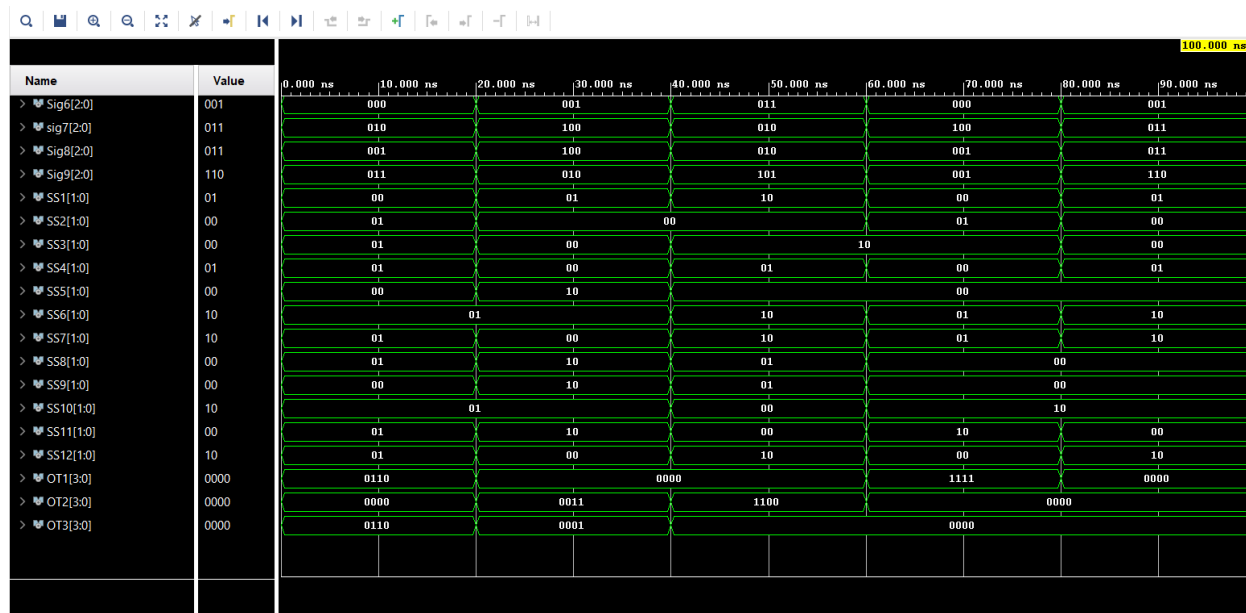 100.000 ns
Name Value 0.000 ns 10.000 ns 20.000 ns 30.000 ns 40.000 ns 50.000 ns 60.000 ns 70.000 ns 80.000 ns 90.000 ns
Sig6[2:0] 001 000 001 011 000 001
sig7[2:0] 011 010 100 010 100 011
Sig8[2:0] 011 001 100 010 001 011
Sig9[2:0] 110 011 010 101 001 110
SS1[1:0] 01 00 01 10 00 01
SS2[1:0] 00 01 00 01 00
SS3[1:0] 00 01 00 10 00
SS4[1:0] 01 01 00 01 00 01
SS5[1:0] 00 00 10 00
SS6[1:0] 10 01 10 01 10
SS7[1:0] 10 01 00 10 01 10
SS8[1:0] 00 01 10 01 00
SS9[1:0] 00 00 10 01 00
SS10[1:0] 10 01 00 10
SS11[1:0] 00 01 10 00 10 00
SS12[1:0] 10 01 00 10 00 10
OT1[3:0] 0000 0110 0000 1111 0000
OT2[3:0] 0000 0000 0011 1100 0000
OT3[3:0] 0000 0110 0001 0000